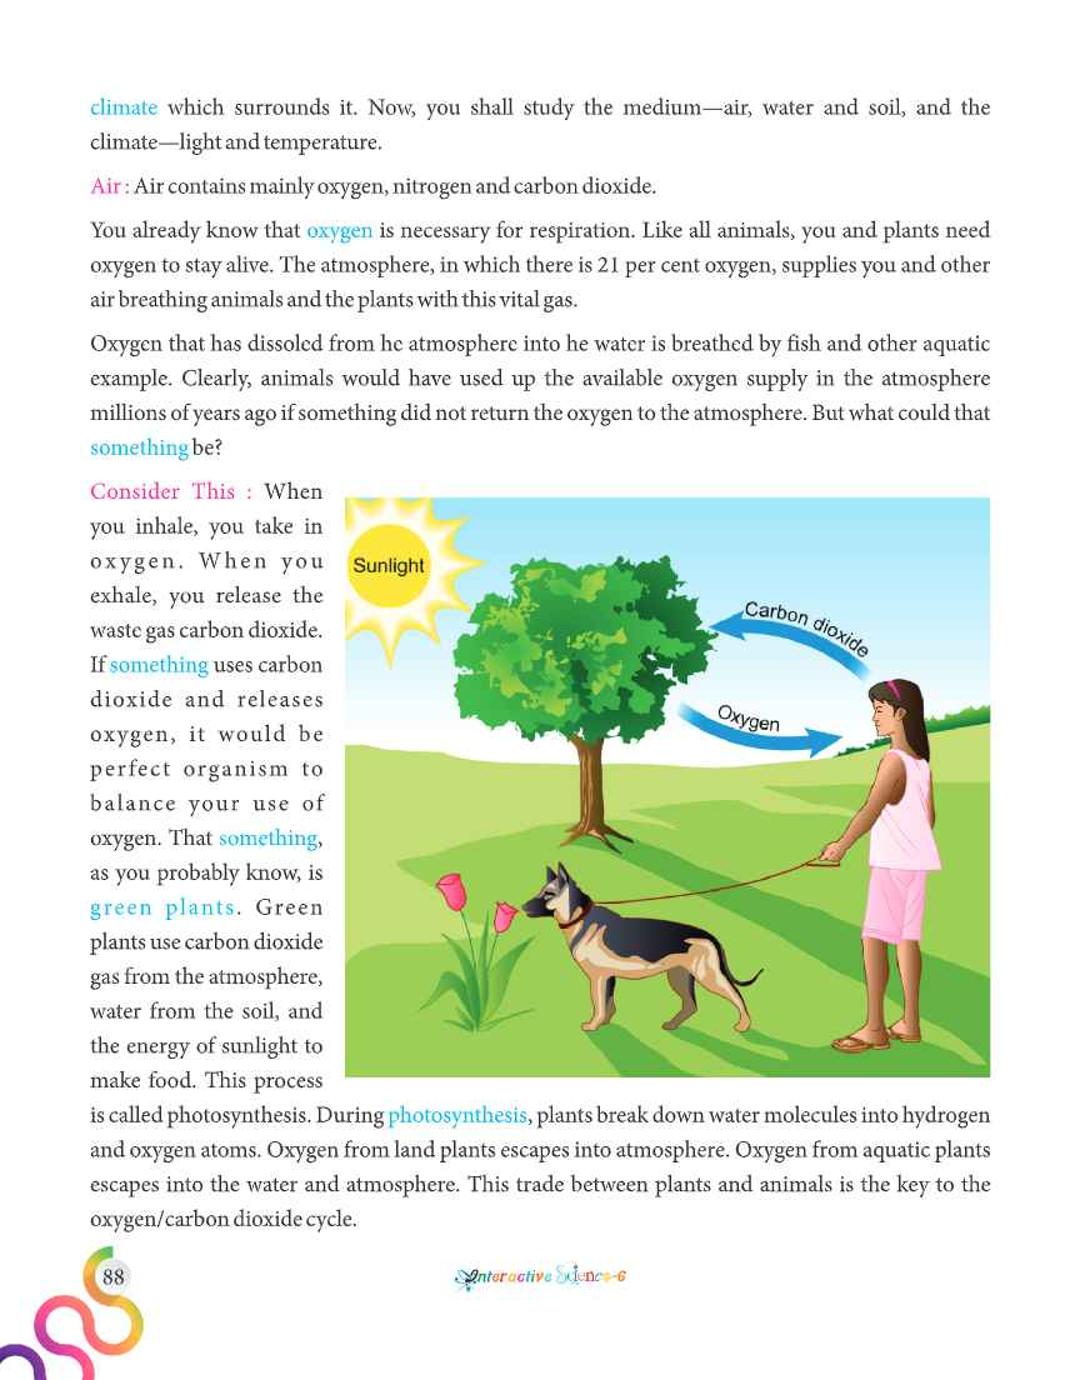 climate which surrounds it. Now, you shall study the medium—air, water and soil, and the
climate—light and temperature.
Air : Air contains mainly oxygen, nitrogen and carbon dioxide.
You already know that oxygen is necessary for respiration. Like all animals, you and plants need
oxygen to stay alive. The atmosphere, in which there is 21 per cent oxygen, supplies you and other
air breathing animals and the plants with this vital gas.
Oxygen that has dissoled from he atmosphere into he water is breathed by fish and other aquatic
example. Clearly, animals would have used up the available oxygen supply in the atmosphere
millions of years ago if something did not return the oxygen to the atmosphere. But what could that
something be?
Consider This : When
you inhale, you take in
oxygen. When you
exhale, you release the
waste gas carbon dioxide.
If something uses carbon
dioxide and releases
oxygen, it would be
perfect organism to
balance your use of
oxygen. That something,
as you probably know, is
green plants. Green
plants use carbon dioxide
gas from the atmosphere,
water from the soil, and
the energy of sunlight to
make food. This process
Sunlight
Carbon dioxide
Oxygen
is called photosynthesis. During photosynthesis, plants break down water molecules into hydrogen
and oxygen atoms. Oxygen from land plants escapes into atmosphere. Oxygen from aquatic plants
escapes into the water and atmosphere. This trade between plants and animals is the key to the
oxygen/carbon dioxide cycle.
88
Interactive Science-6